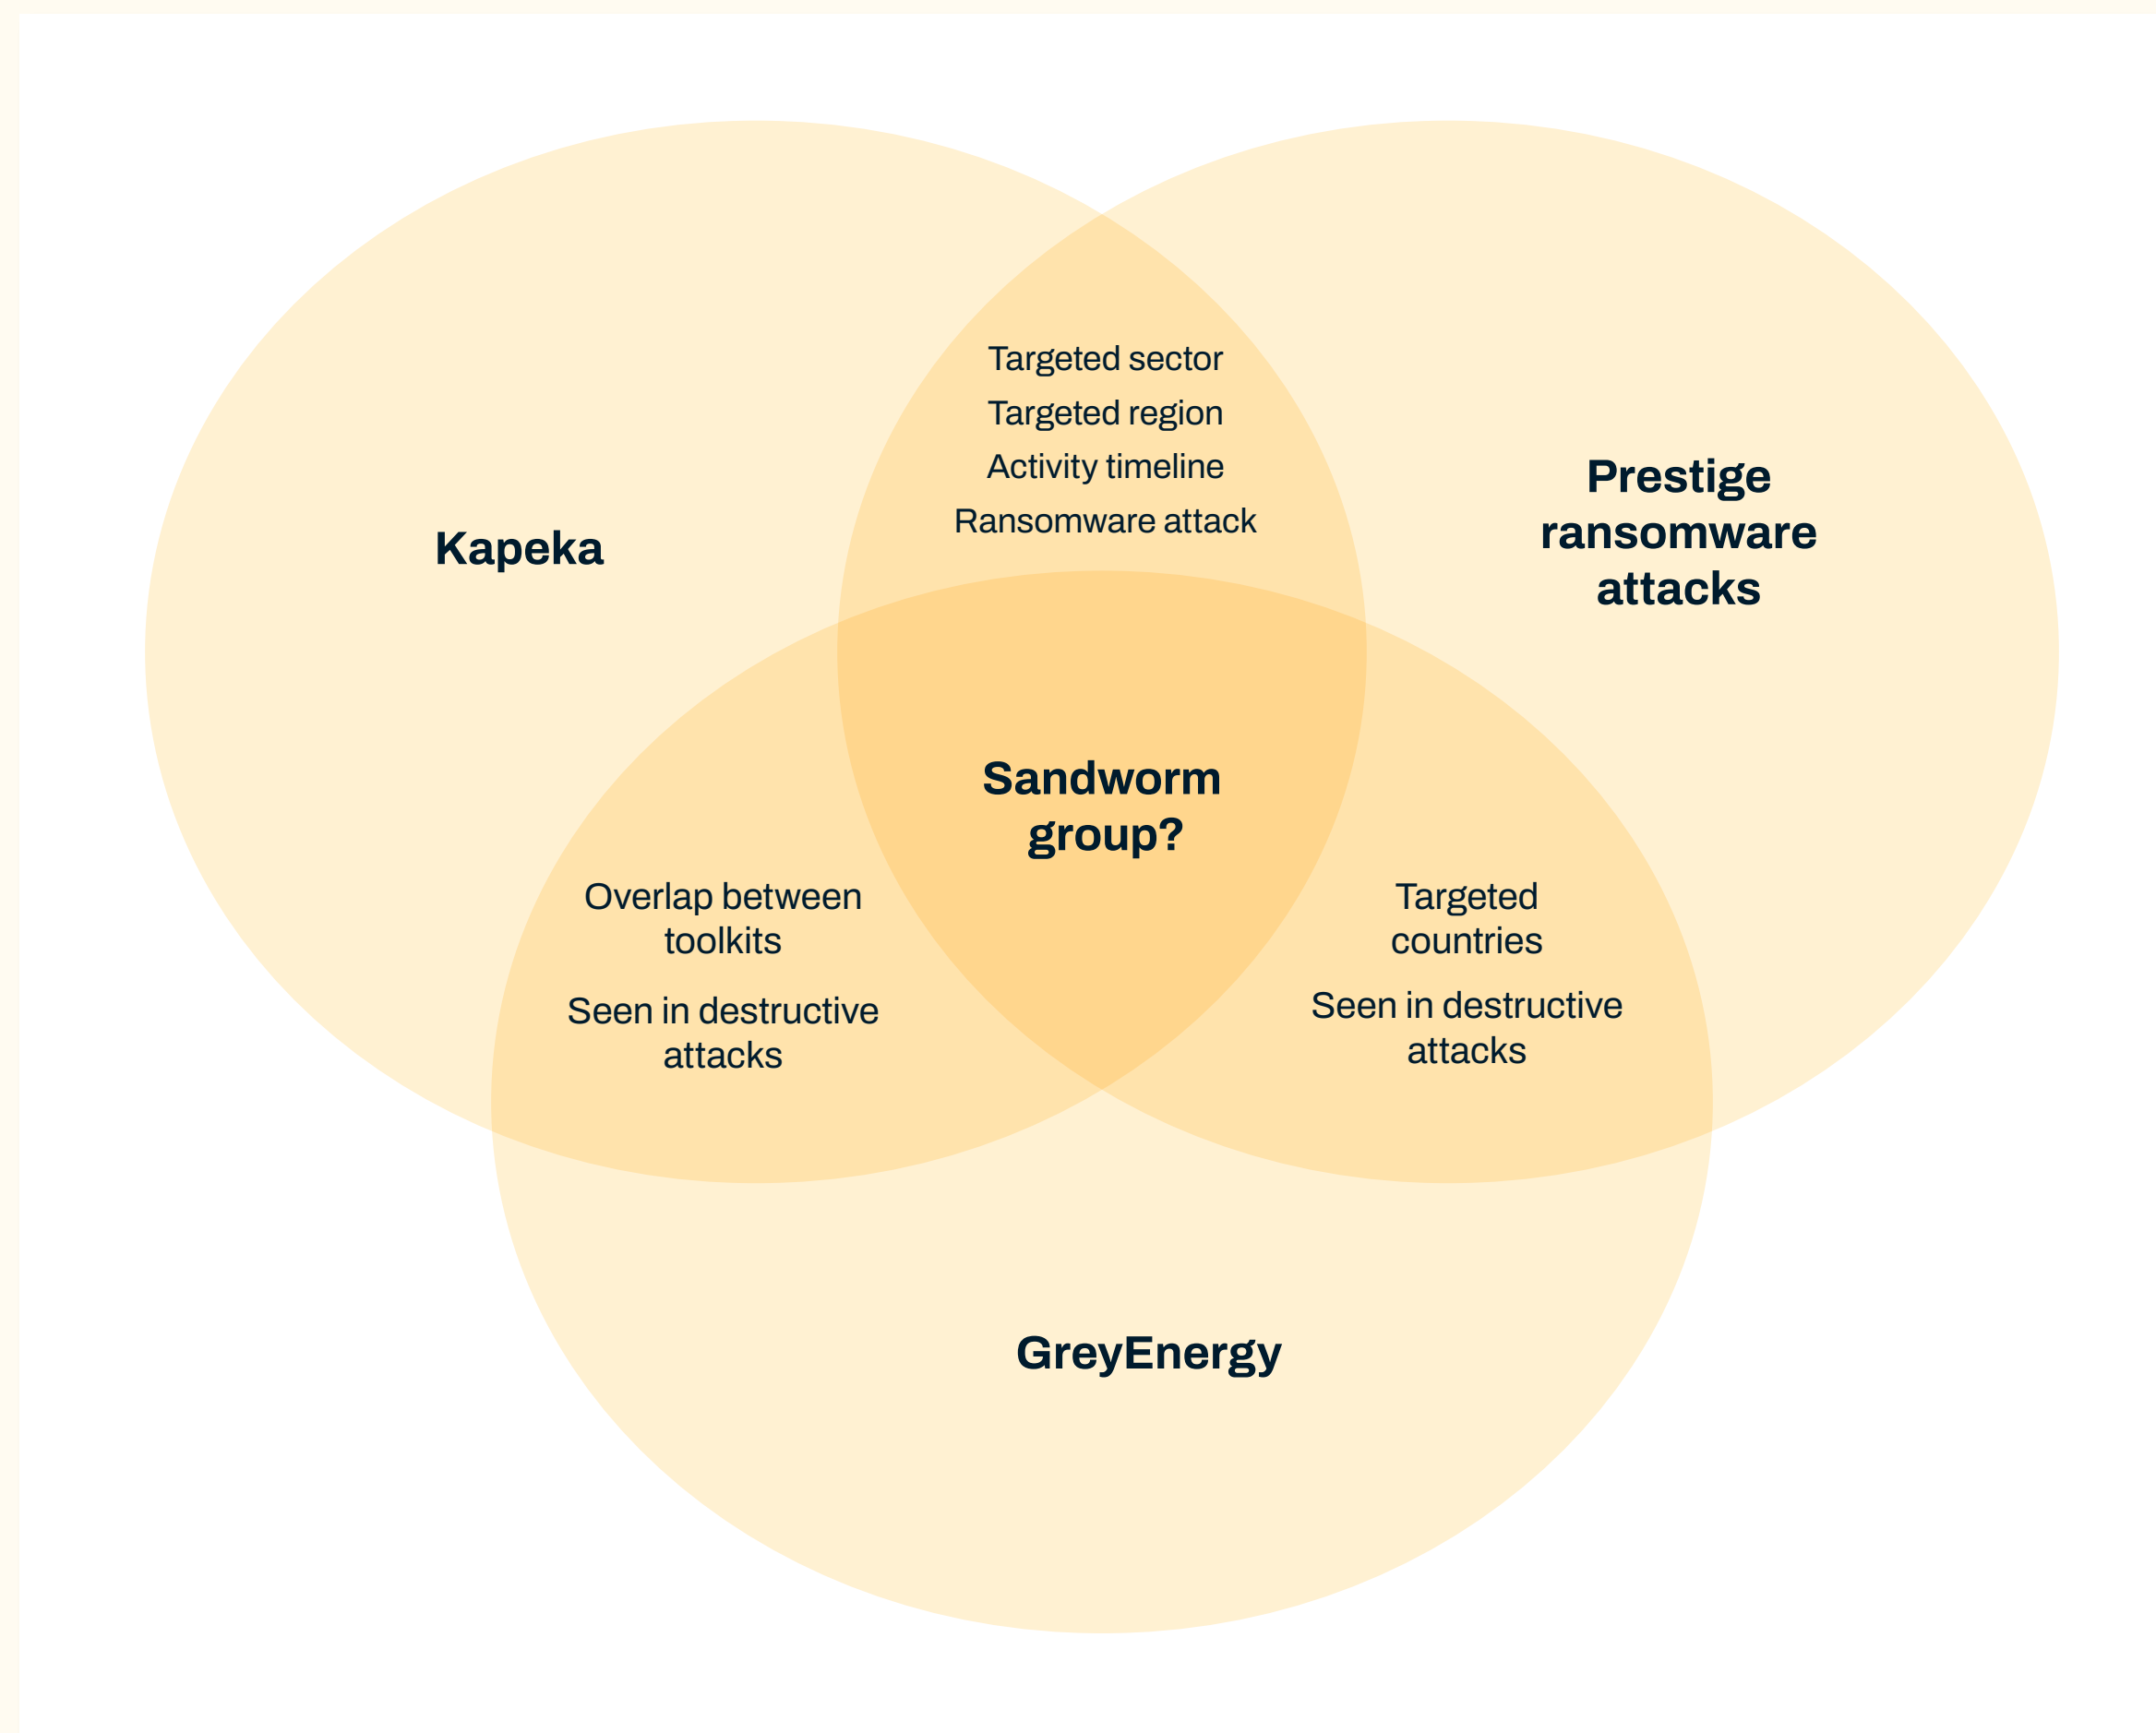 Targeted sector
Targeted region
Activity timeline
Ransomware attack
Kapeka
Prestige
ransomware
attacks
Sandworm
group?
Overlap between
toolkits
Seen in destructive
attacks
Targeted
countries
Seen in destructive
attacks
GreyEnergy